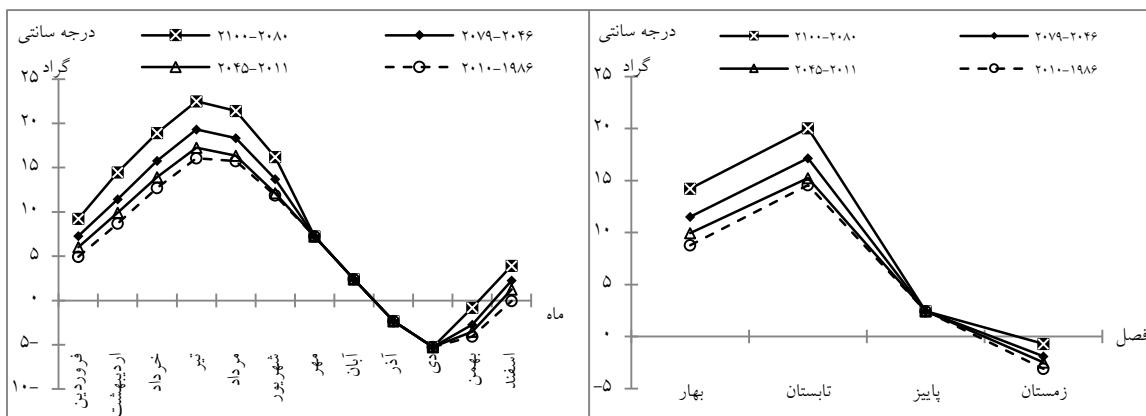 درجه سانتی گراد
۲۱۰۰-۲۰۸۰
۲۰۷۹-۲۰۴۶
۲۰۴۵-۲۰۱۱
۲۰۱۰-۱۹۸۶
۲۵
۲۰
۱۵
۱۰
۵
۰
۵-
۱۰-
فروردین
اردیبهشت
خرداد
تیر
مرداد
شهریور
مهر
آبان
آذر
دی
بهمن
اسفند
ماه
درجه سانتی گراد
۲۱۰۰-۲۰۸۰
۲۰۷۹-۲۰۴۶
۲۰۴۵-۲۰۱۱
۲۰۱۰-۱۹۸۶
۲۵
۲۰
۱۵
۱۰
۵
۰
۵-
بهار
تابستان
پاییز
زمستان
فصل